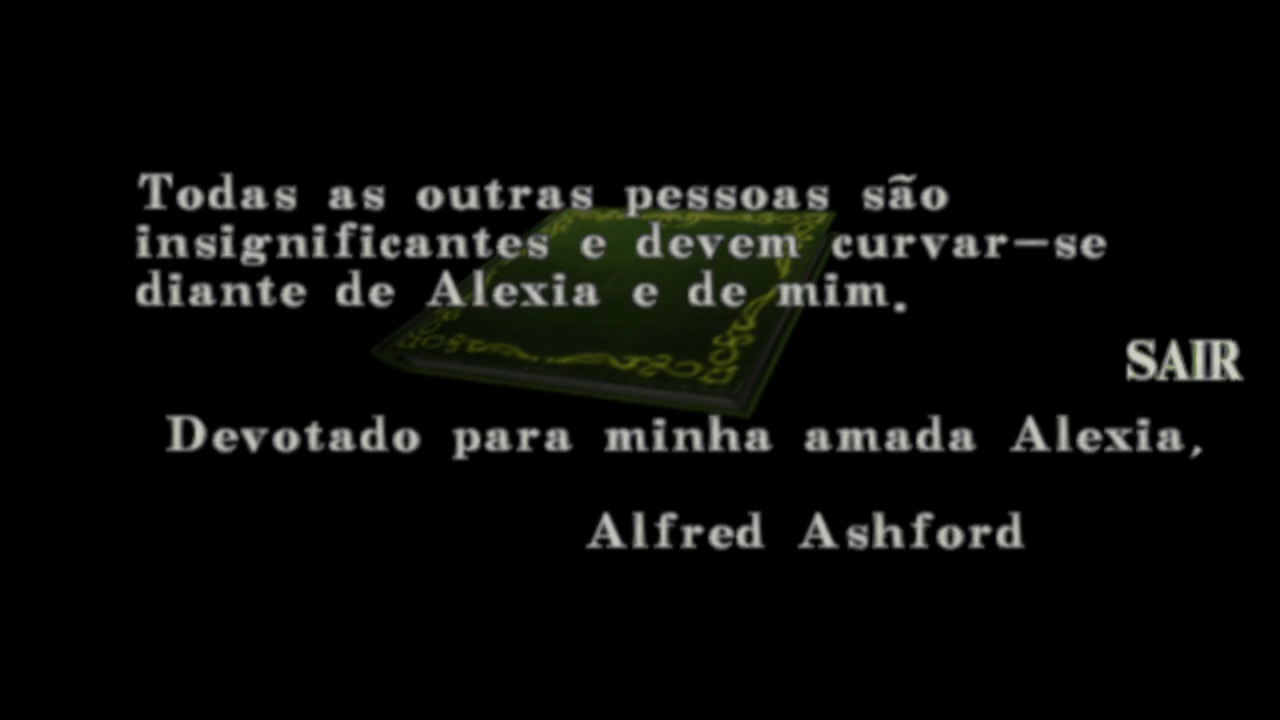 Todas as outras pessoas são
insignificantes e devem curvar-se
diante de Alexia e de mim.
SAIR
Devotado para minha amada Alexia,
Alfred Ashford